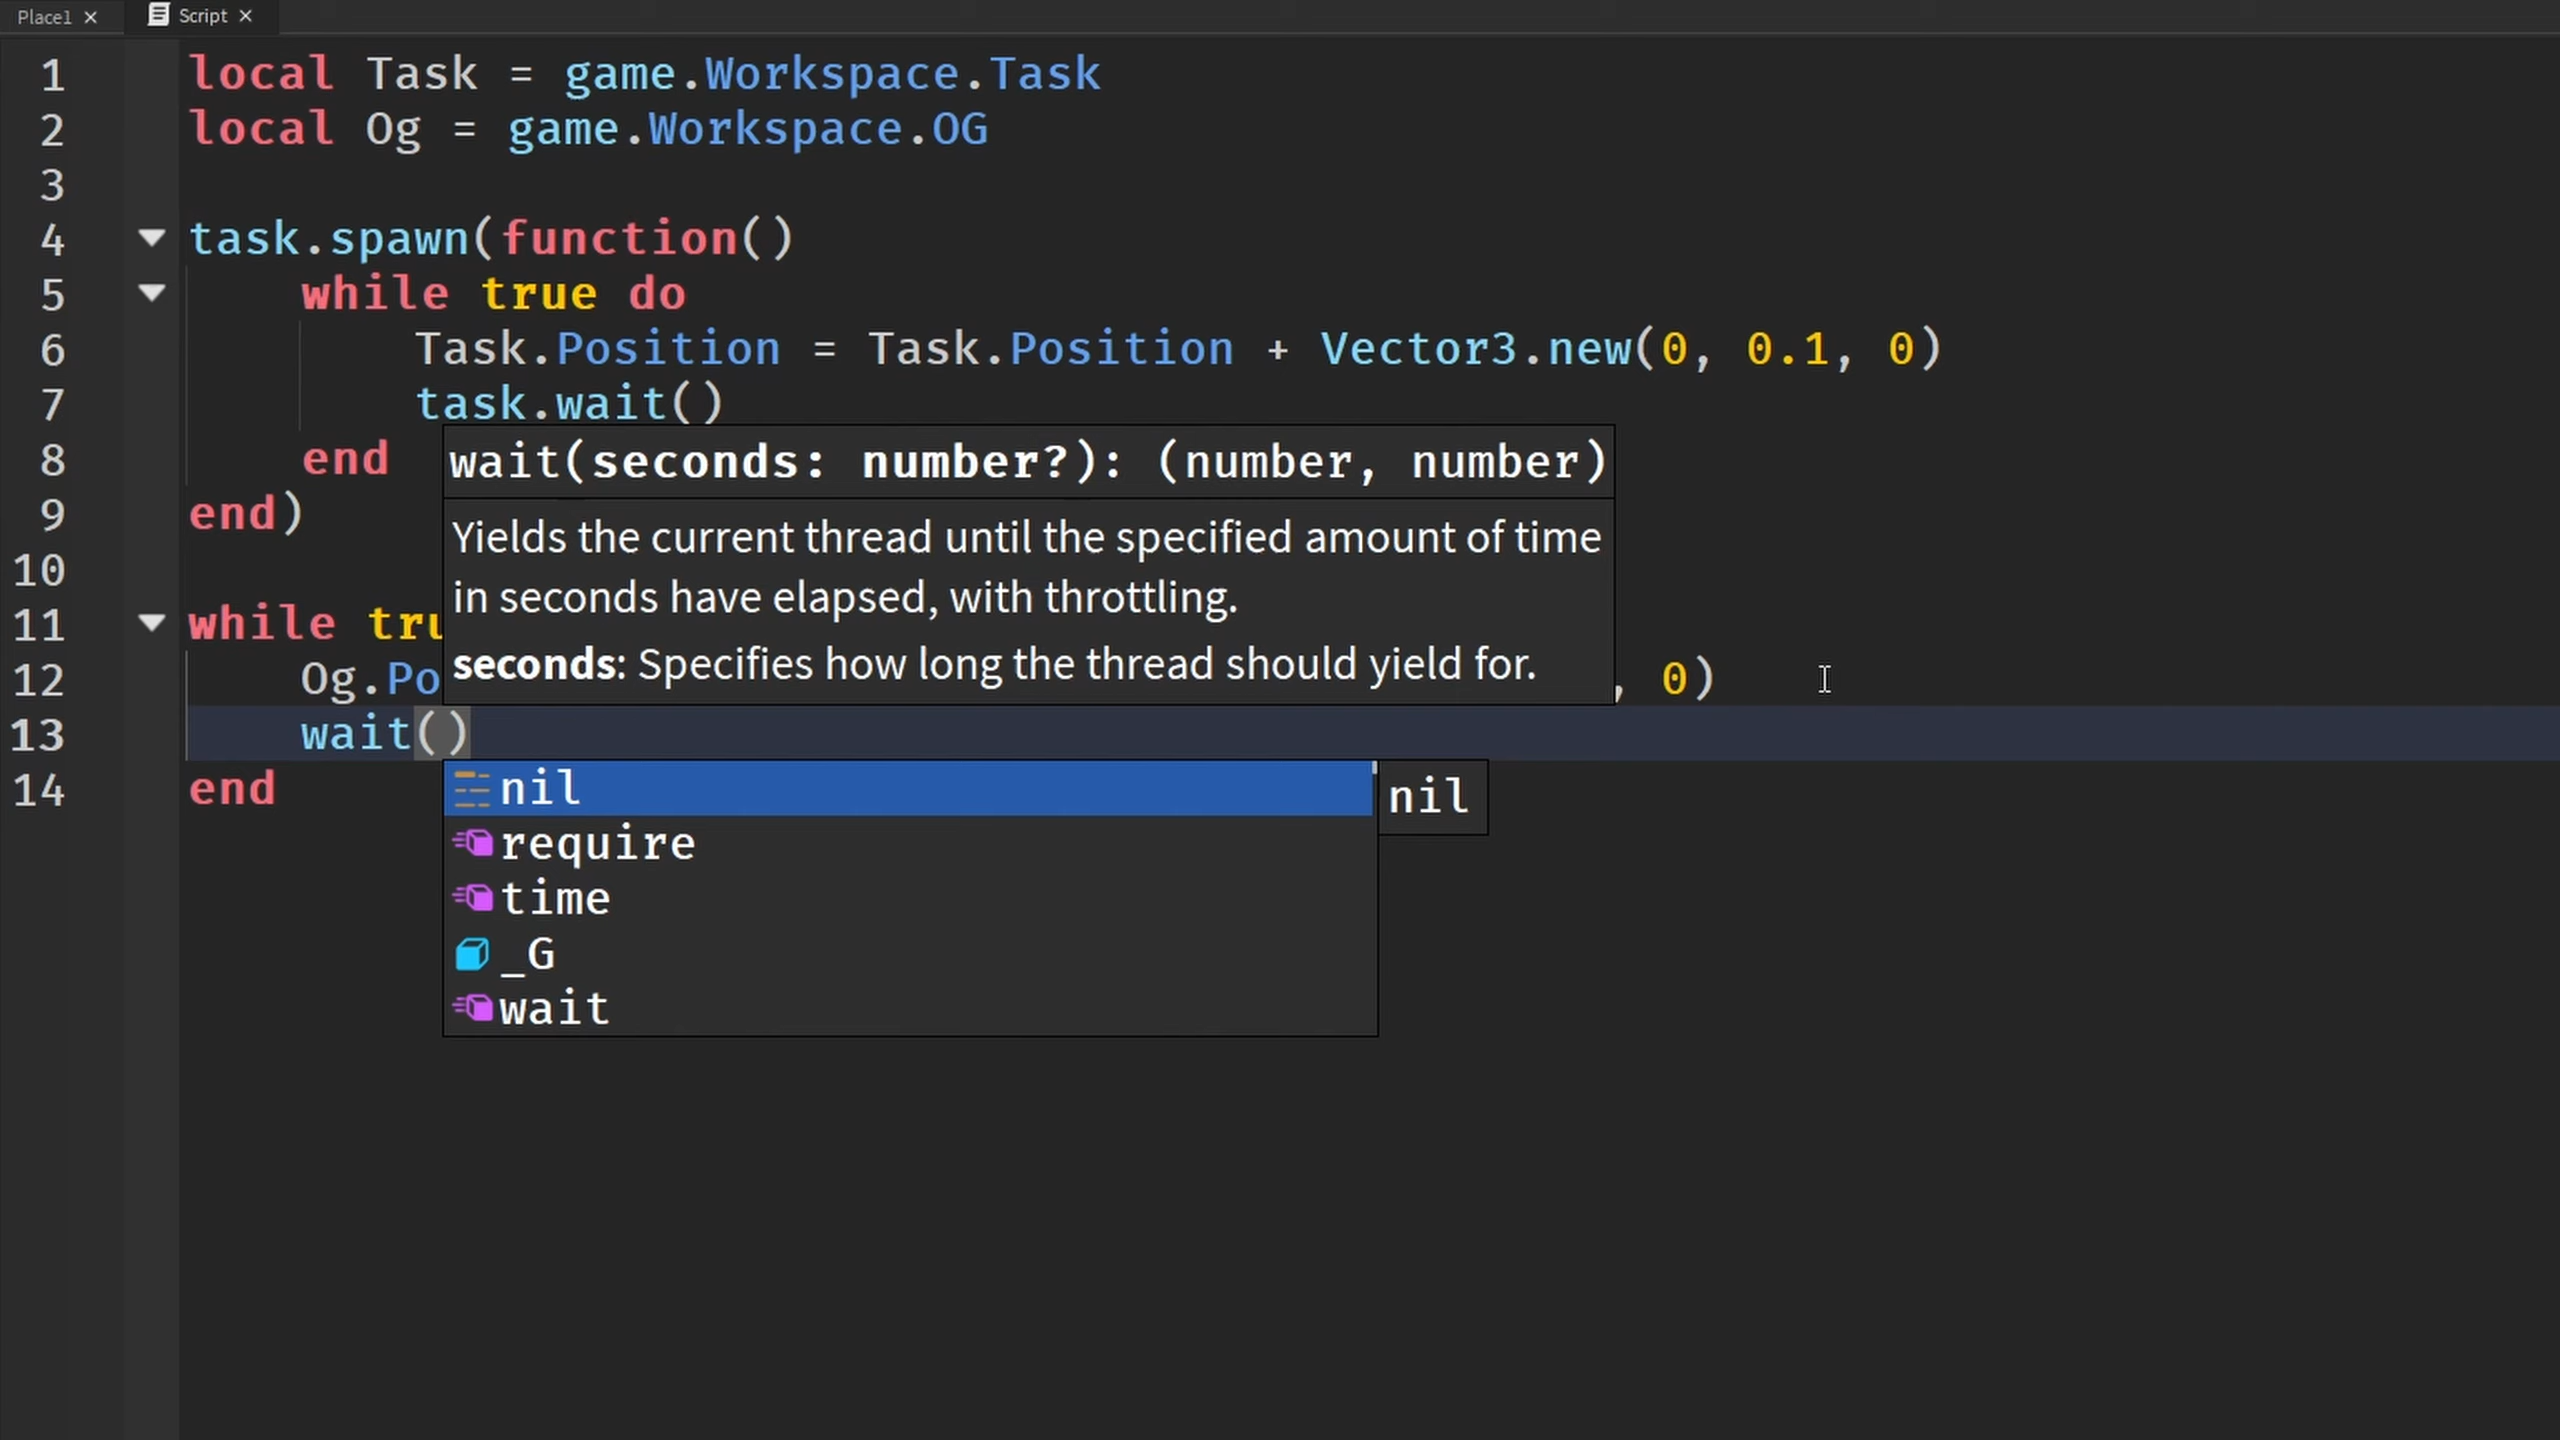 Place1 ×
Script ×
1 local Task = game.Workspace.Task
2 local Og = game.Workspace.OG
3
4 task.spawn(function()
5 while true do
6 Task.Position = Task.Position + Vector3.new(0, 0.1, 0)
7 task.wait()
8 end
wait(seconds: number?): (number, number)
9 end)
Yields the current thread until the specified amount of time
10
in seconds have elapsed, with throttling.
11 while tru
seconds: Specifies how long the thread should yield for.
12 Og.Po , 0)
13 wait()
14 end
nil
nil
require
time
_G
wait